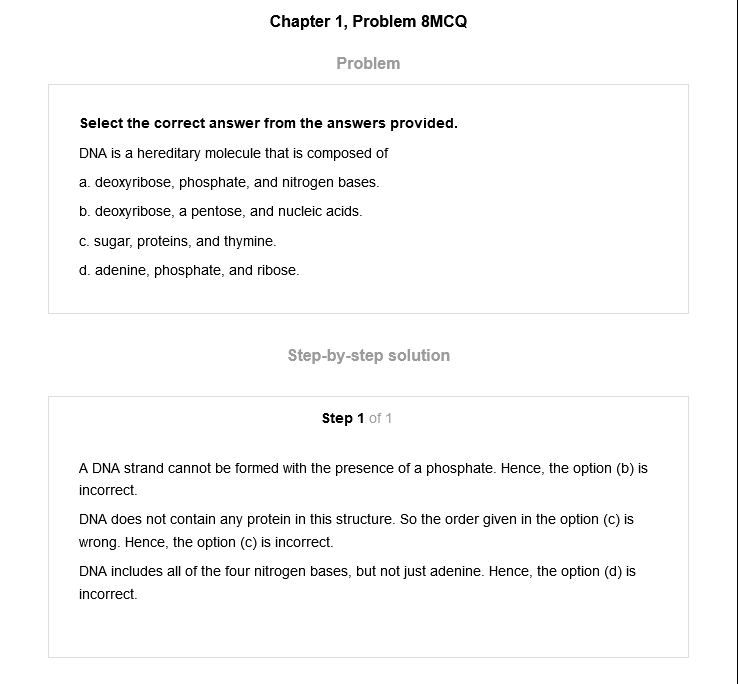 Chapter 1, Problem 8MCQ
Problem
Select the correct answer from the answers provided.
DNA is a hereditary molecule that is composed of
a. deoxyribose, phosphate, and nitrogen bases.
b. deoxyribose, a pentose, and nucleic acids.
c. sugar, proteins, and thymine.
d. adenine, phosphate, and ribose.
Step-by-step solution
Step 1 of 1
A DNA strand cannot be formed with the presence of a phosphate. Hence, the option (b) is
incorrect.
DNA does not contain any protein in this structure. So the order given in the option (c) is
wrong. Hence, the option (c) is incorrect.
DNA includes all of the four nitrogen bases, but not just adenine. Hence, the option (d) is
incorrect.